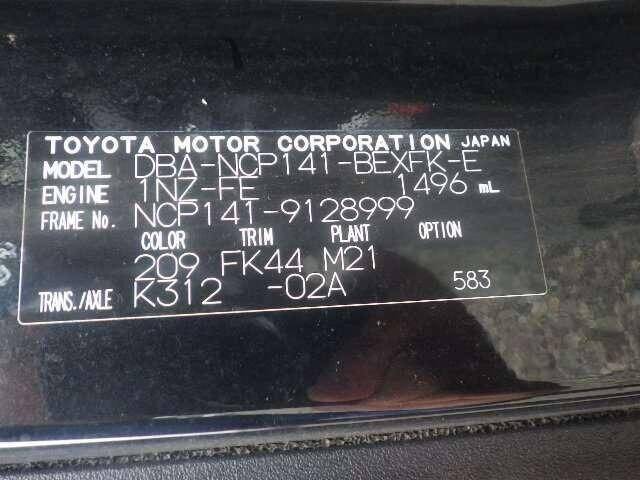 TOYOTA MOTOR CORPORATION JAPAN
MODEL DBA-NCP141-BEXFK-E
ENGINE 1NZ-FE 1496 mL
FRAME No. NCP141-9128999
COLOR TRIM PLANT OPTION
209 FK44 M21
TRANS./AXLE K312 -02A 583